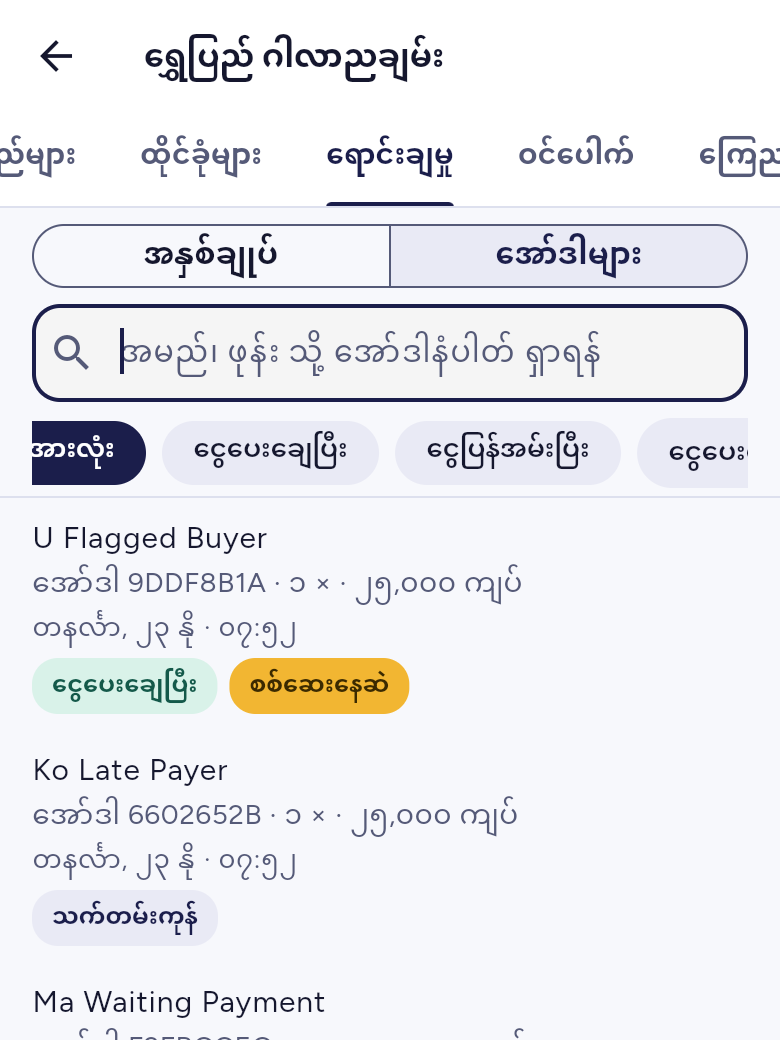 ရွှေပြည် ဂါလာညချမ်း
ည်များ ထိုင်ခုံများ ရောင်းချမှု ဝင်ပေါက် ကြေည
အနှစ်ချုပ် အော်ဒါများ
အမည်၊ ဖုန်း သို့ အော်ဒါနံပါတ် ရှာရန်
အားလုံး ငွေပေးချေပြီး ငွေပြန်အမ်းပြီး ငွေပေး
U Flagged Buyer
အော်ဒါ 9DDF8B1A · ၁ × · ၂၅,၀၀၀ ကျပ်
တနင်္လာ, ၂၃ နို · ၀၇:၅၂
ငွေပေးချေပြီး စစ်ဆေးနေဆဲ
Ko Late Payer
အော်ဒါ 6602652B · ၁ × · ၂၅,၀၀၀ ကျပ်
တနင်္လာ, ၂၃ နို · ၀၇:၅၂
သက်တမ်းကုန်
Ma Waiting Payment